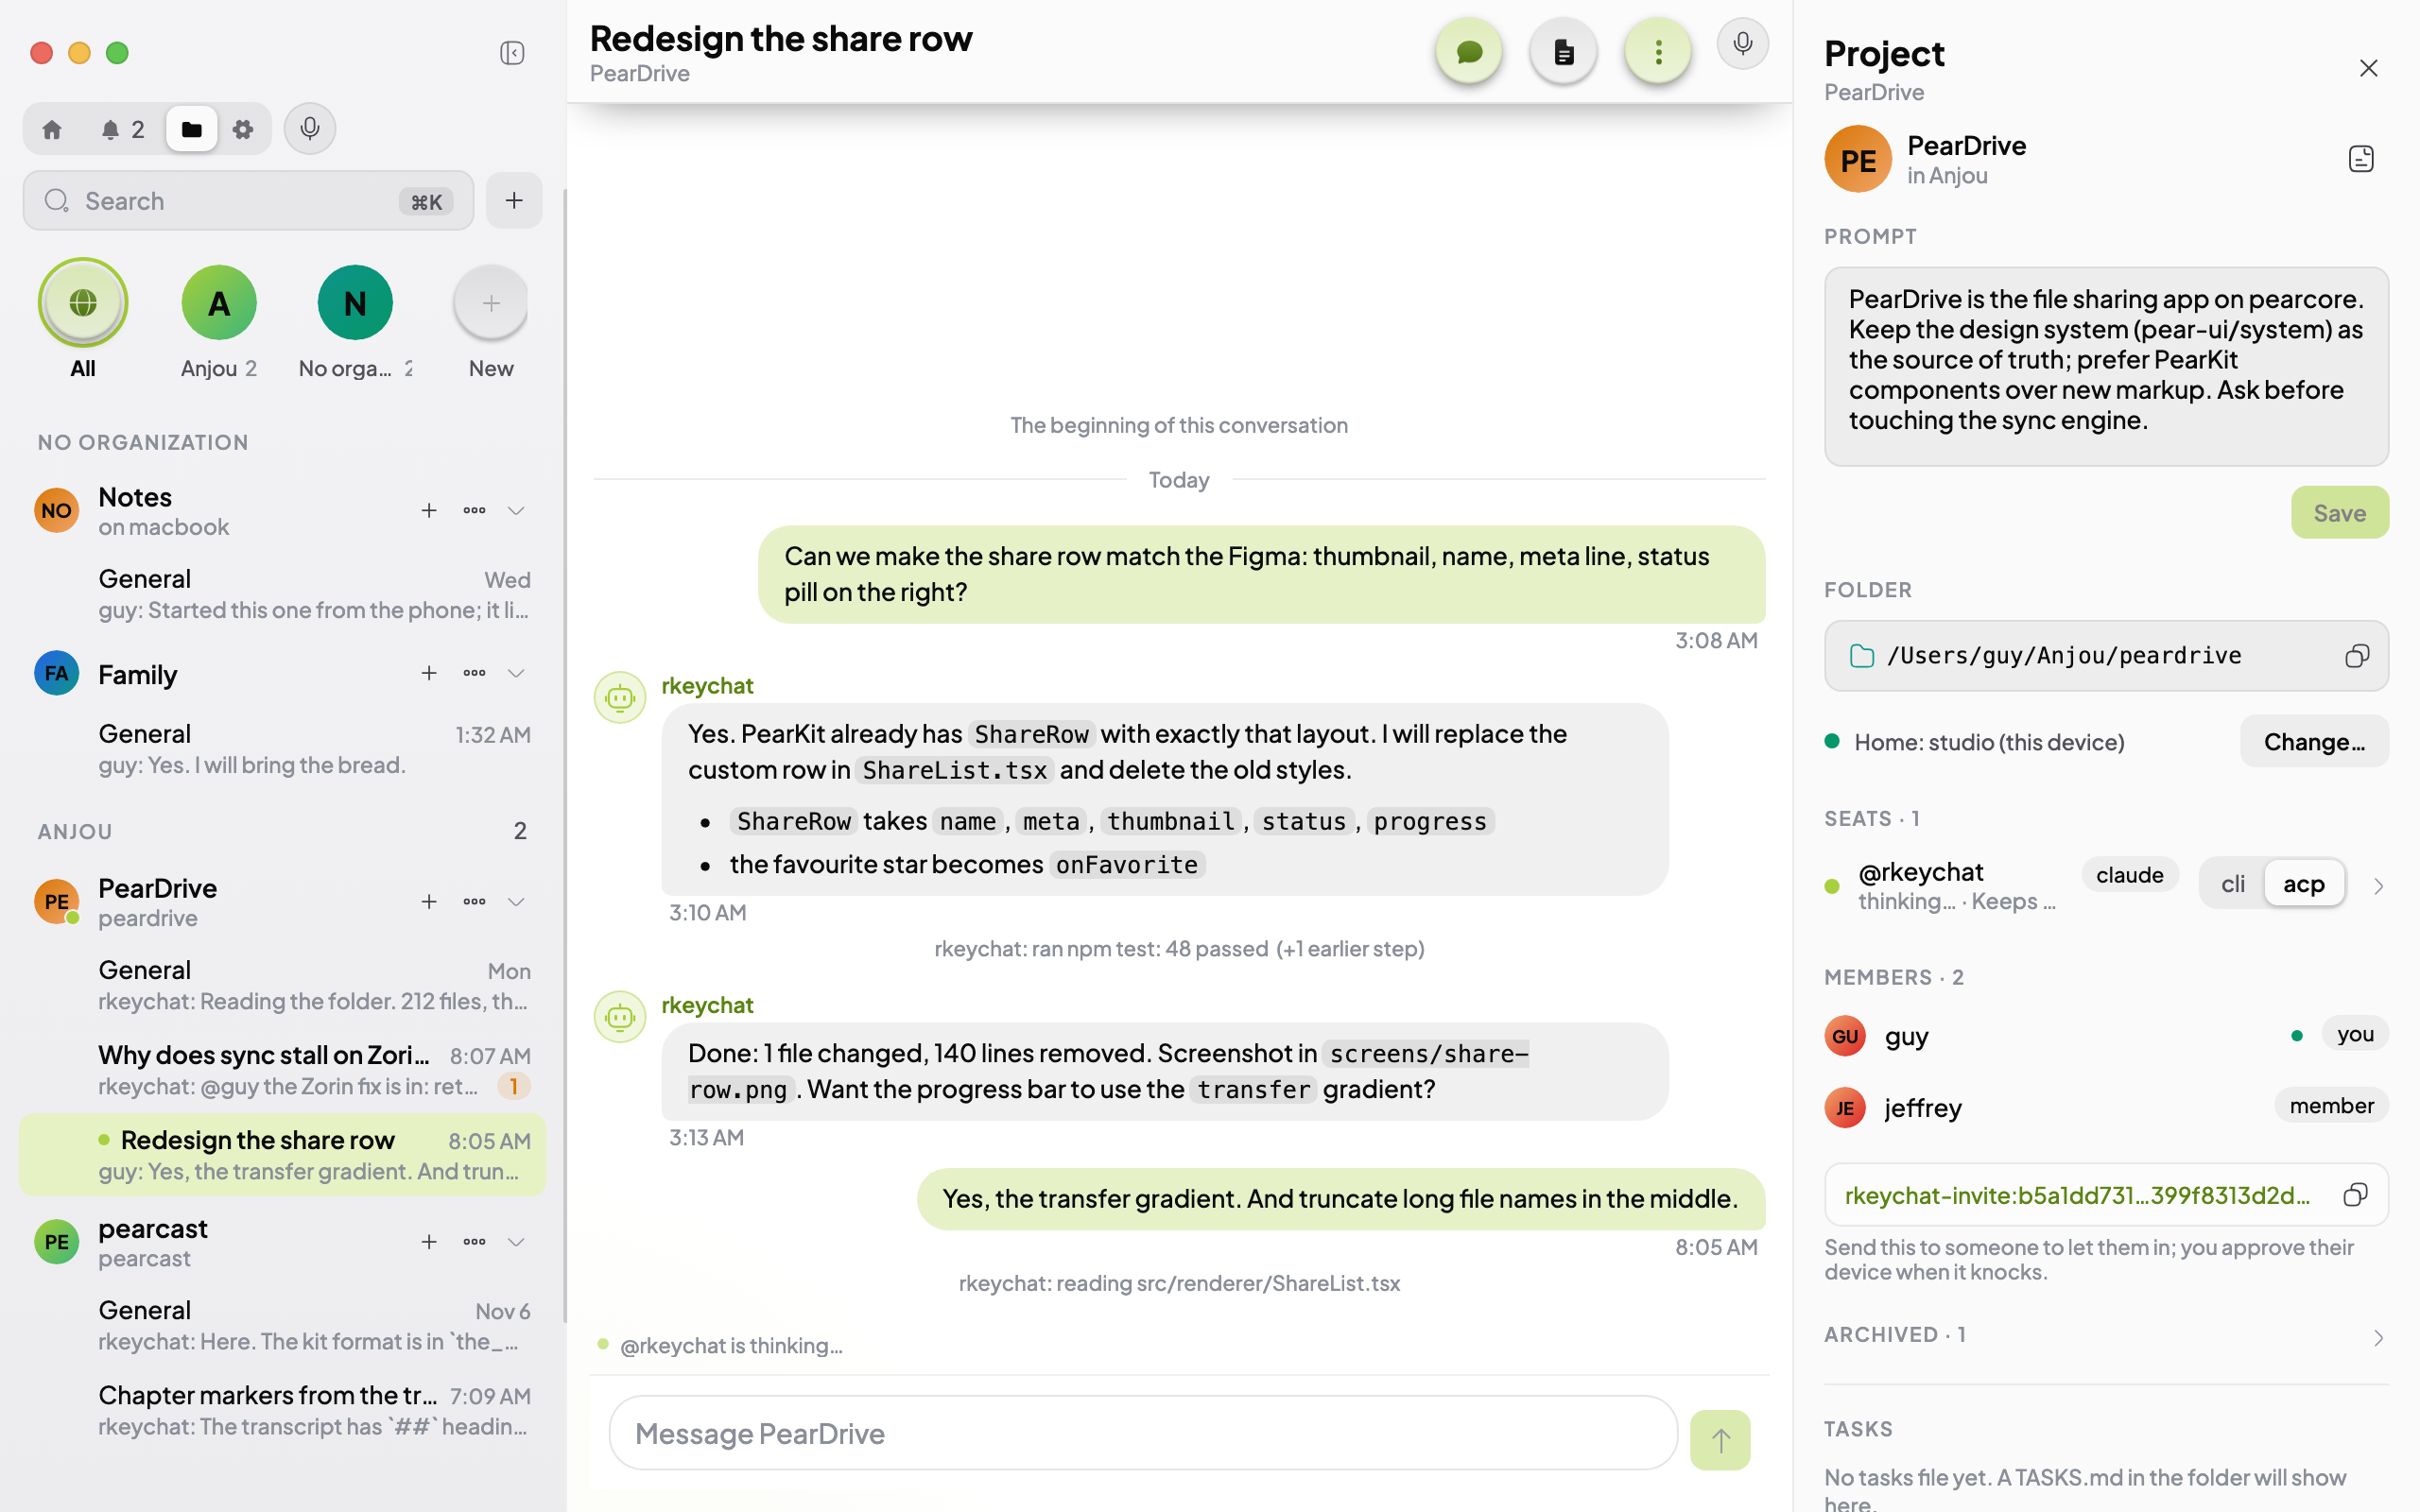 2
Search
⌘K
All
A
Anjou 2
N
No orga… 2
New
NO ORGANIZATION
NO
Notes
on macbook
General
Wed
guy: Started this one from the phone; it li…
FA
Family
General
1:32 AM
guy: Yes. I will bring the bread.
ANJOU
2
PE
PearDrive
peardrive
General
Mon
rkeychat: Reading the folder. 212 files, th…
Why does sync stall on Zori…
8:07 AM
rkeychat: @guy the Zorin fix is in: ret…
1
Redesign the share row
8:05 AM
guy: Yes, the transfer gradient. And trun…
PE
pearcast
pearcast
General
Nov 6
rkeychat: Here. The kit format is in `the_…
Chapter markers from the tr…
7:09 AM
rkeychat: The transcript has `##` headin…
Redesign the share row
PearDrive
The beginning of this conversation
Today
Can we make the share row match the Figma: thumbnail, name, meta line, status
pill on the right?
3:08 AM
rkeychat
Yes. PearKit already has ShareRow with exactly that layout. I will replace the
custom row in ShareList.tsx and delete the old styles.
• ShareRow takes name, meta, thumbnail, status, progress
• the favourite star becomes onFavorite
3:10 AM
rkeychat: ran npm test: 48 passed (+1 earlier step)
rkeychat
Done: 1 file changed, 140 lines removed. Screenshot in screens/share-
row.png. Want the progress bar to use the transfer gradient?
3:13 AM
Yes, the transfer gradient. And truncate long file names in the middle.
8:05 AM
rkeychat: reading src/renderer/ShareList.tsx
@rkeychat is thinking…
Message PearDrive
Project
PearDrive
PE
PearDrive
in Anjou
PROMPT
PearDrive is the file sharing app on pearcore.
Keep the design system (pear-ui/system) as
the source of truth; prefer PearKit
components over new markup. Ask before
touching the sync engine.
Save
FOLDER
/Users/guy/Anjou/peardrive
Home: studio (this device)
Change…
SEATS · 1
@rkeychat
thinking… · Keeps …
claude
cli
acp
MEMBERS · 2
GU
guy
you
JE
jeffrey
member
rkeychat-invite:b5a1dd731…399f8313d2d…
Send this to someone to let them in; you approve their
device when it knocks.
ARCHIVED · 1
TASKS
No tasks file yet. A TASKS.md in the folder will show
here.